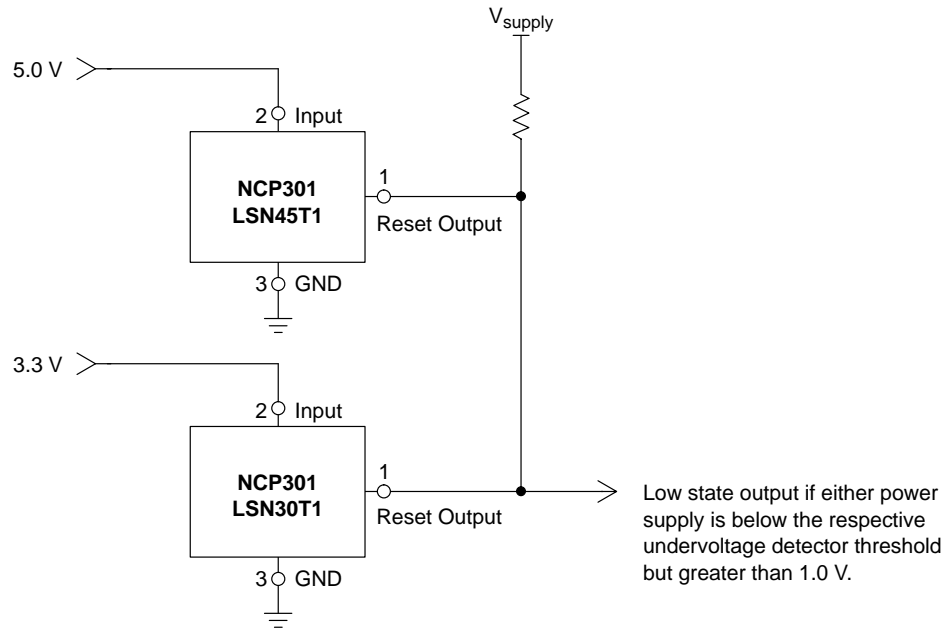 V supply
5.0 V
2 Input
NCP301
LSN45T1
1
Reset Output
3 GND
3.3 V
2 Input
NCP301
LSN30T1
1
Reset Output
3 GND
Low state output if either power
supply is below the respective
undervoltage detector threshold
but greater than 1.0 V.